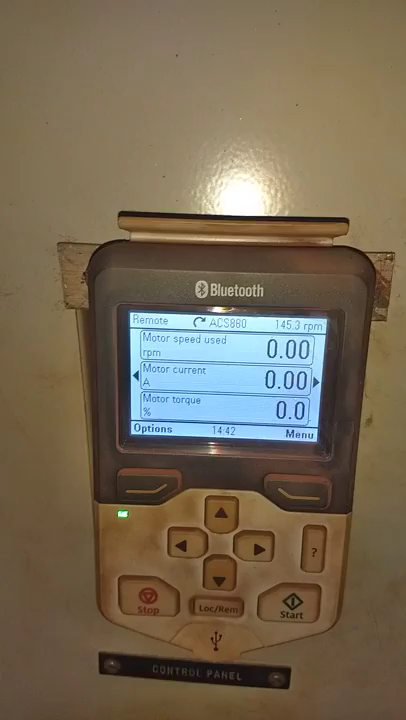 Bluetooth
Remote ACS880 145.3 rpm
Motor speed used
rpm 0.00
Motor current
A 0.00
Motor torque
% 0.0
Options 14:42 Menu
?
Stop Loc/Rem Start
CONTROL PANEL